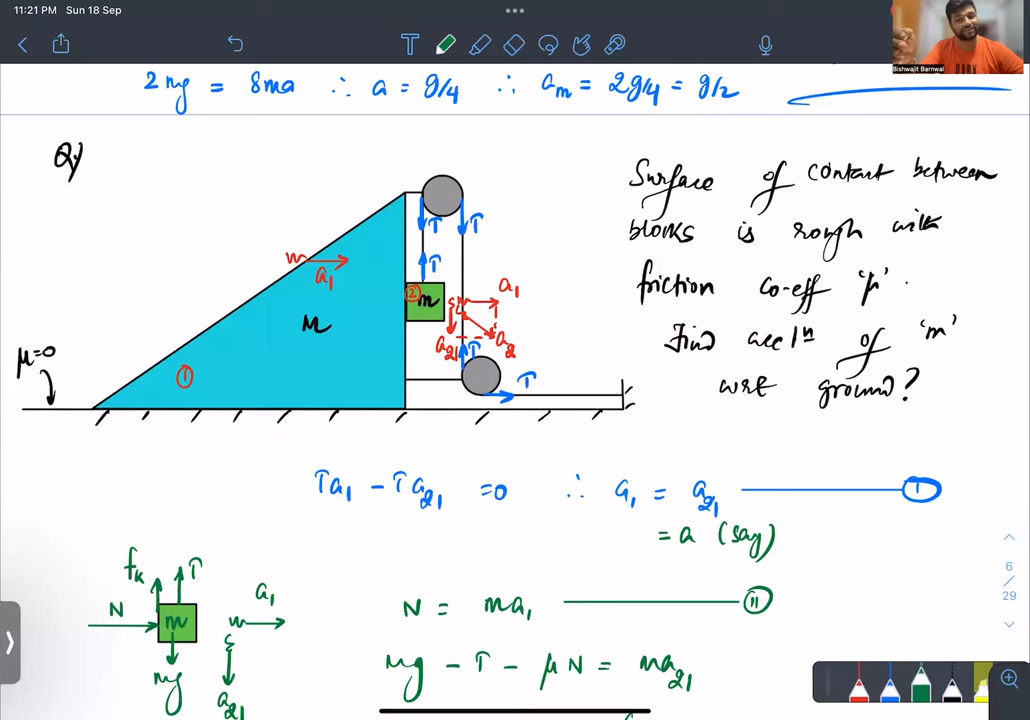 11:21 PM Sun 18 Sep
Bishwajit Barnwal
2mg = 8ma ∴ a = g/4 ∴ am = 2g/4 = g/2
Q)
Surface of contact between
blocks is rough with
friction co-eff 'μ'.
Find accln of 'm'
wrt ground?
T T
a1
T
② m
a1
M
a21 a2
μ=0
T
① T
Ta1 - Ta21 = 0 ∴ a1 = a21 I
= a (say)
fk T
a1
N m
N = ma1 II
mg
mg - T - μN = ma21
a21
6
/
29